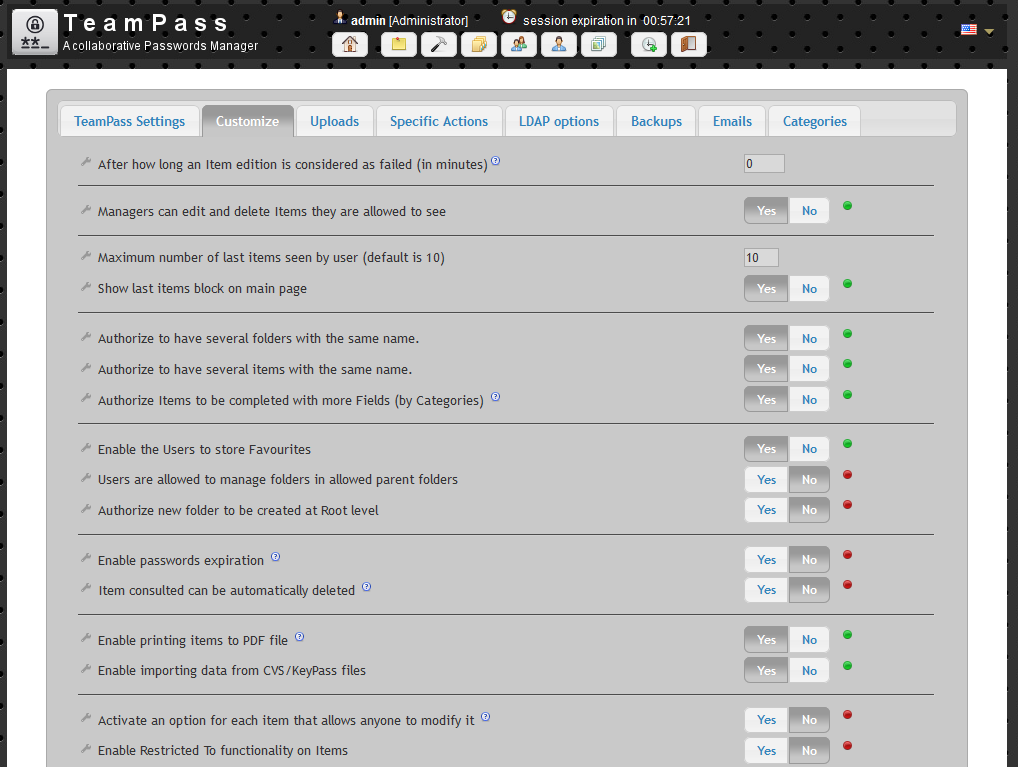 TeamPass
A collaborative Passwords Manager
admin [Administrator] session expiration in 00:57:21
TeamPass Settings Customize Uploads Specific Actions LDAP options Backups Emails Categories
After how long an Item edition is considered as failed (in minutes) 0
Managers can edit and delete Items they are allowed to see Yes No
Maximum number of last items seen by user (default is 10) 10
Show last items block on main page Yes No
Authorize to have several folders with the same name. Yes No
Authorize to have several items with the same name. Yes No
Authorize Items to be completed with more Fields (by Categories) Yes No
Enable the Users to store Favourites Yes No
Users are allowed to manage folders in allowed parent folders Yes No
Authorize new folder to be created at Root level Yes No
Enable passwords expiration Yes No
Item consulted can be automatically deleted Yes No
Enable printing items to PDF file Yes No
Enable importing data from CVS/KeyPass files Yes No
Activate an option for each item that allows anyone to modify it Yes No
Enable Restricted To functionality on Items Yes No